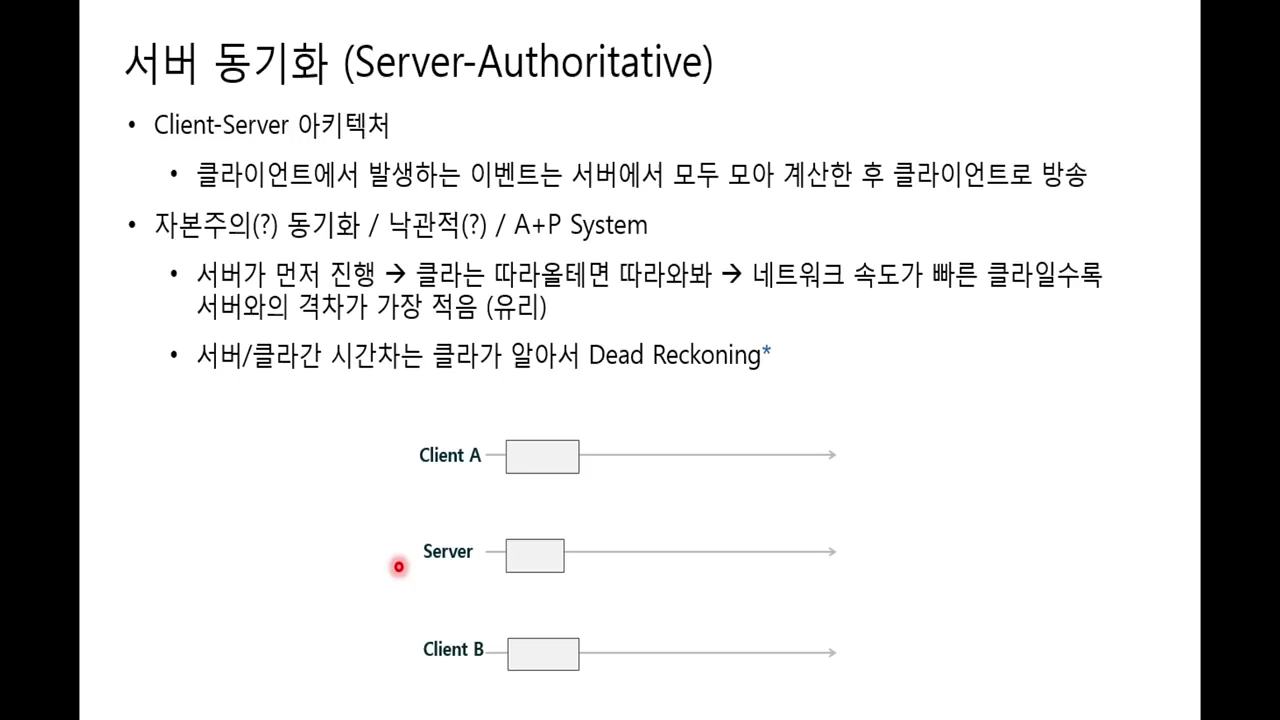 서버 동기화 (Server-Authoritative)
• Client-Server 아키텍처
• 클라이언트에서 발생하는 이벤트는 서버에서 모두 모아 계산한 후 클라이언트로 방송
• 자본주의(?) 동기화 / 낙관적(?) / A+P System
• 서버가 먼저 진행 → 클라는 따라올테면 따라와봐 → 네트워크 속도가 빠른 클라일수록
서버와의 격차가 가장 적음 (유리)
• 서버/클라간 시간차는 클라가 알아서 Dead Reckoning*
Client A
Server
Client B